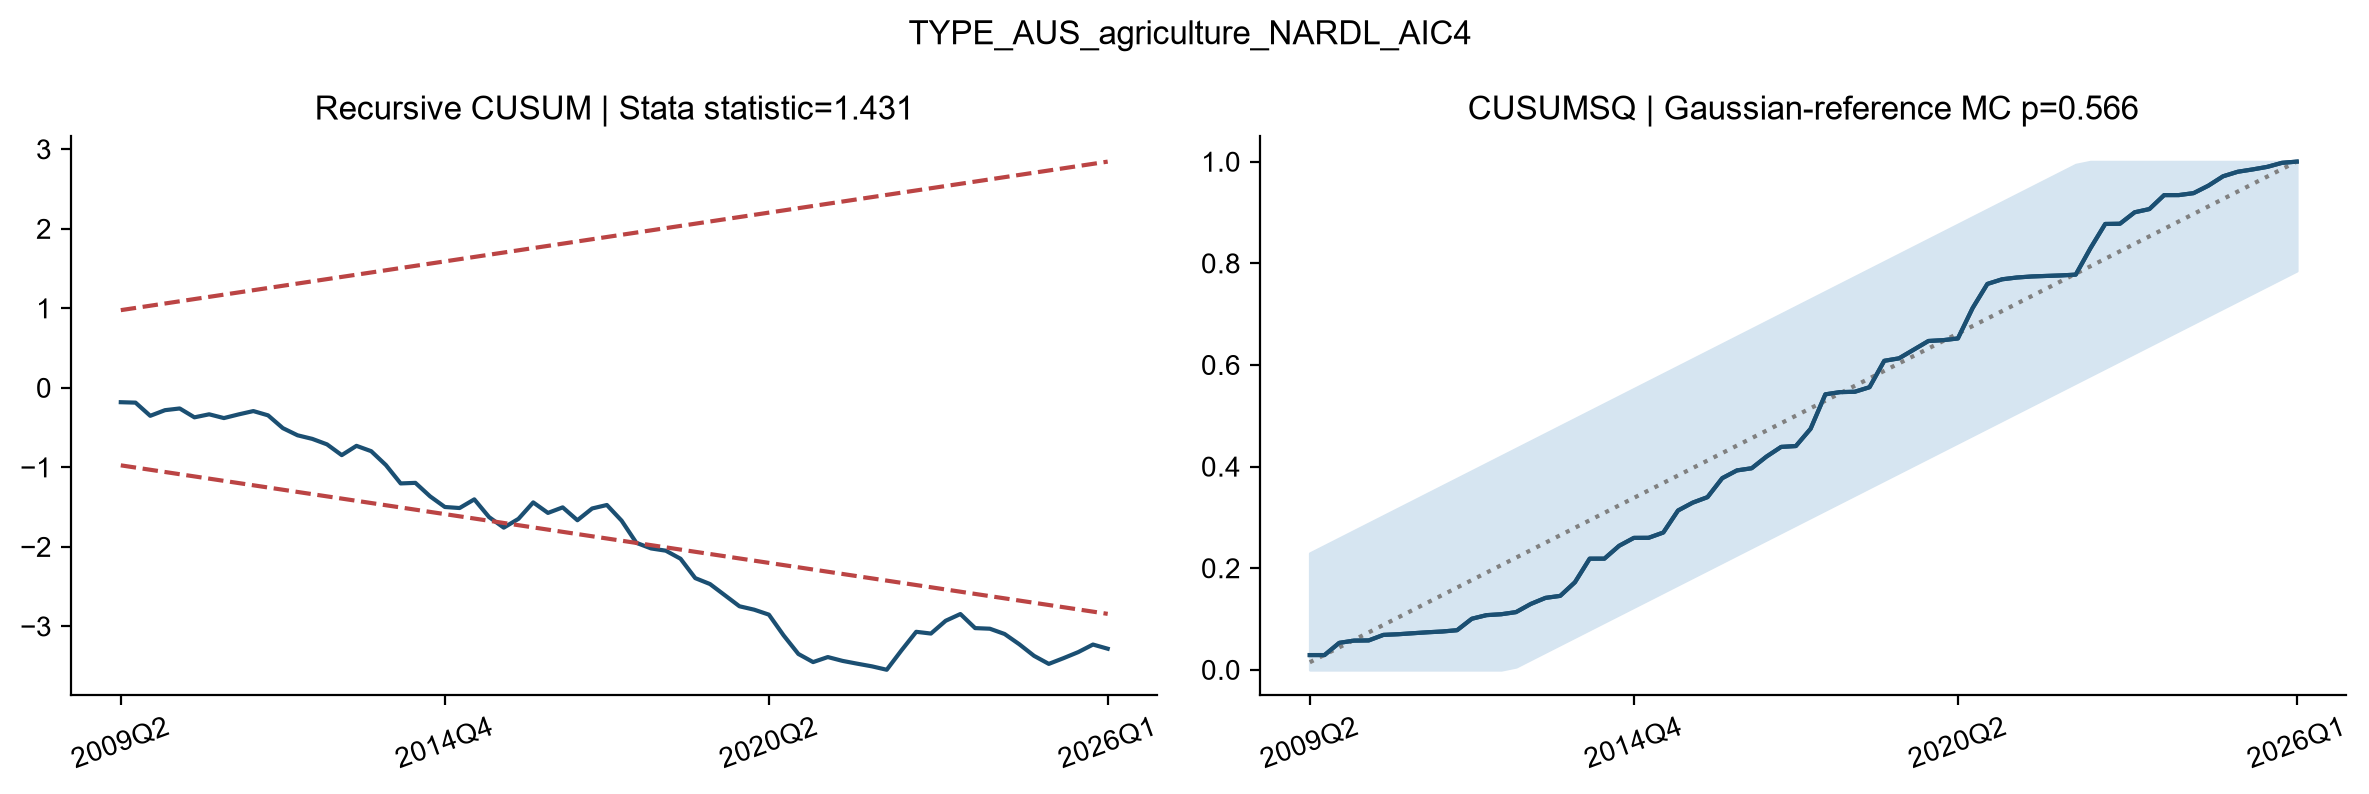 TYPE_AUS_agriculture_NARDL_AIC4
Recursive CUSUM | Stata statistic=1.431
3
2
1
0
−1
−2
−3
2009Q2
2014Q4
2020Q2
2026Q1
CUSUMSQ | Gaussian-reference MC p=0.566
1.0
0.8
0.6
0.4
0.2
0.0
2009Q2
2014Q4
2020Q2
2026Q1